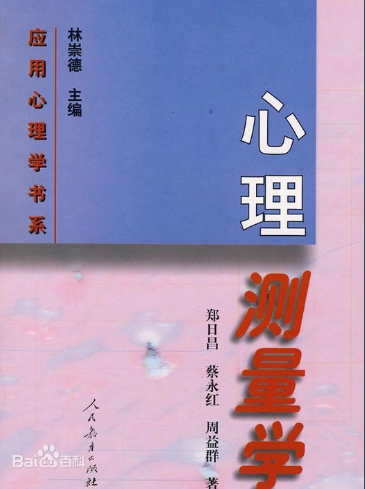 林崇德 主编
应用心理学书系
心理
测量学
郑日昌 蔡永红 周益群 著
人民教育出版社
Baidu百科